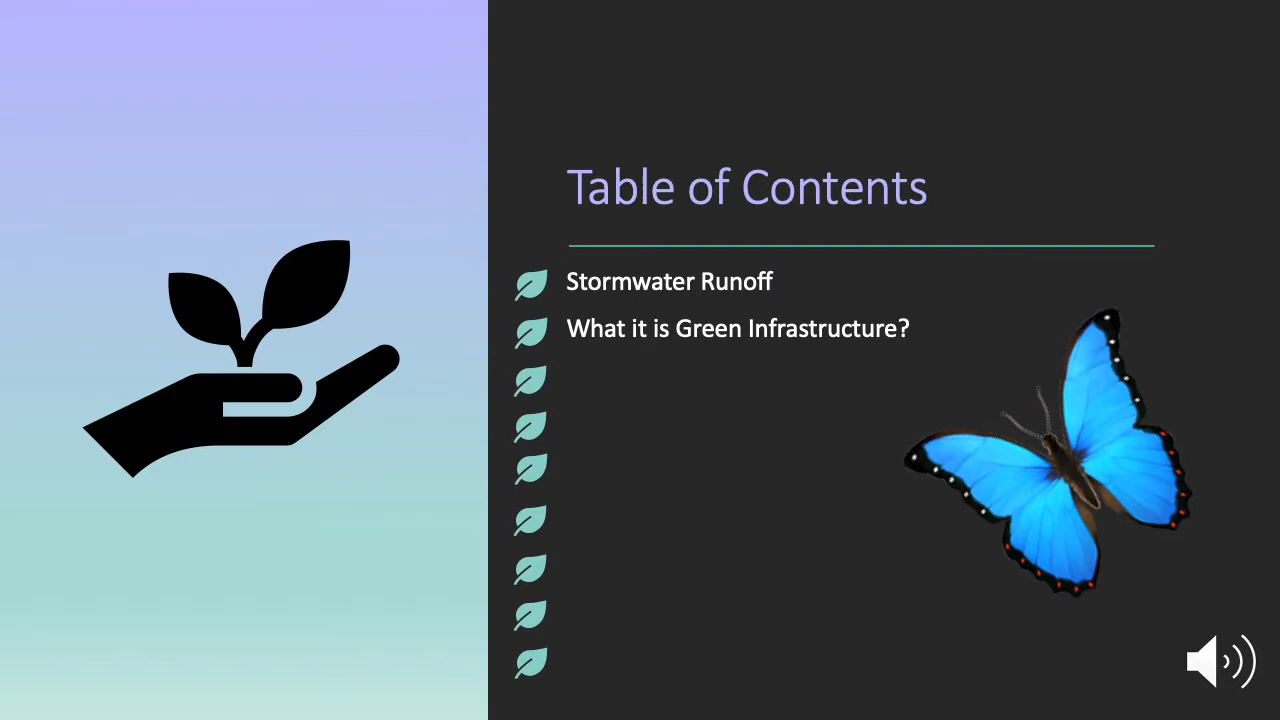 Table of Contents
Stormwater Runoff
What it is Green Infrastructure?